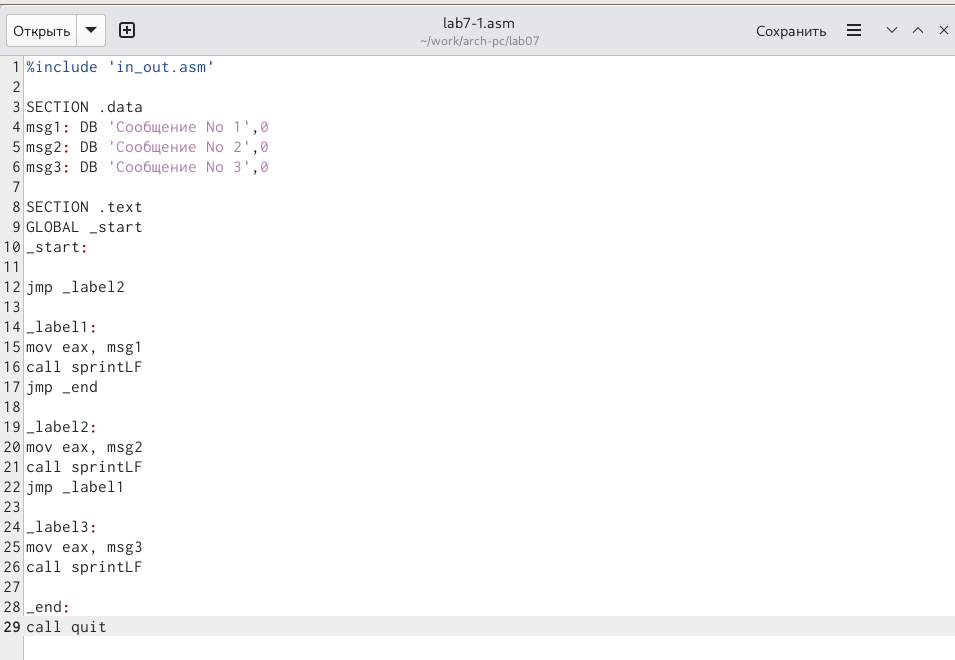 Открыть
lab7-1.asm
~/work/arch-pc/lab07
Сохранить
1 %include 'in_out.asm'
2
3 SECTION .data
4 msg1: DB 'Сообщение No 1',0
5 msg2: DB 'Сообщение No 2',0
6 msg3: DB 'Сообщение No 3',0
7
8 SECTION .text
9 GLOBAL _start
10 _start:
11
12 jmp _label2
13
14 _label1:
15 mov eax, msg1
16 call sprintLF
17 jmp _end
18
19 _label2:
20 mov eax, msg2
21 call sprintLF
22 jmp _label1
23
24 _label3:
25 mov eax, msg3
26 call sprintLF
27
28 _end:
29 call quit